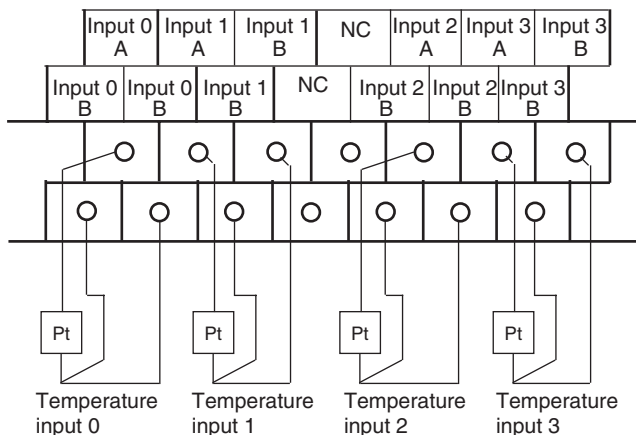 Input 0 Input 1 Input 1 NC Input 2 Input 3 Input 3
A A B A A B
Input 0 Input 0 Input 1 NC Input 2 Input 2 Input 3
B B B B B B
Pt Pt Pt Pt
Temperature Temperature Temperature Temperature
input 0 input 1 input 2 input 3